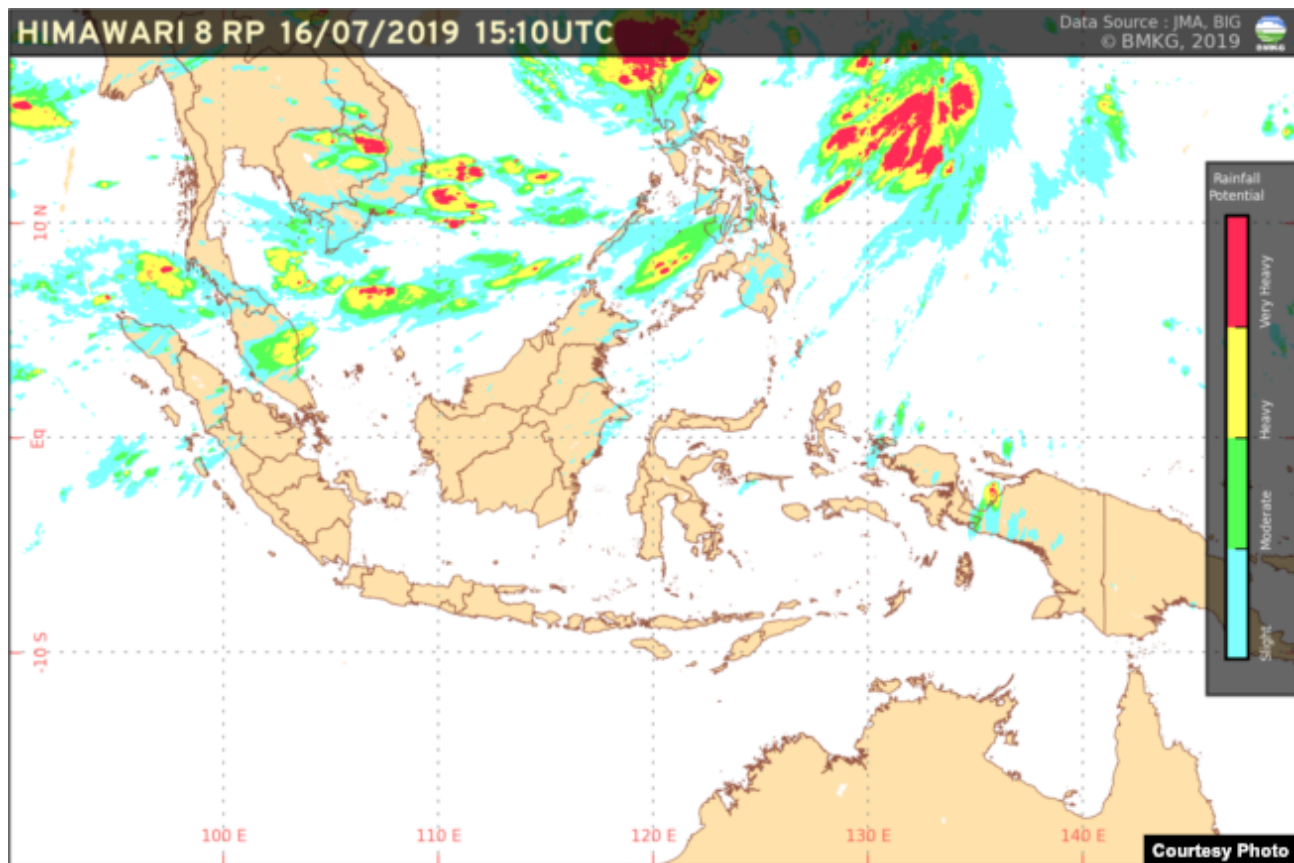 HIMAWARI 8 RP 16/07/2019 15:10UTC
Data Source : JMA, BIG
© BMKG, 2019
BMKG
Rainfall
Potential
Very Heavy
Heavy
Moderate
Slight
10 N
Eq
-10 S
100 E 110 E 120 E 130 E 140 E
Courtesy Photo